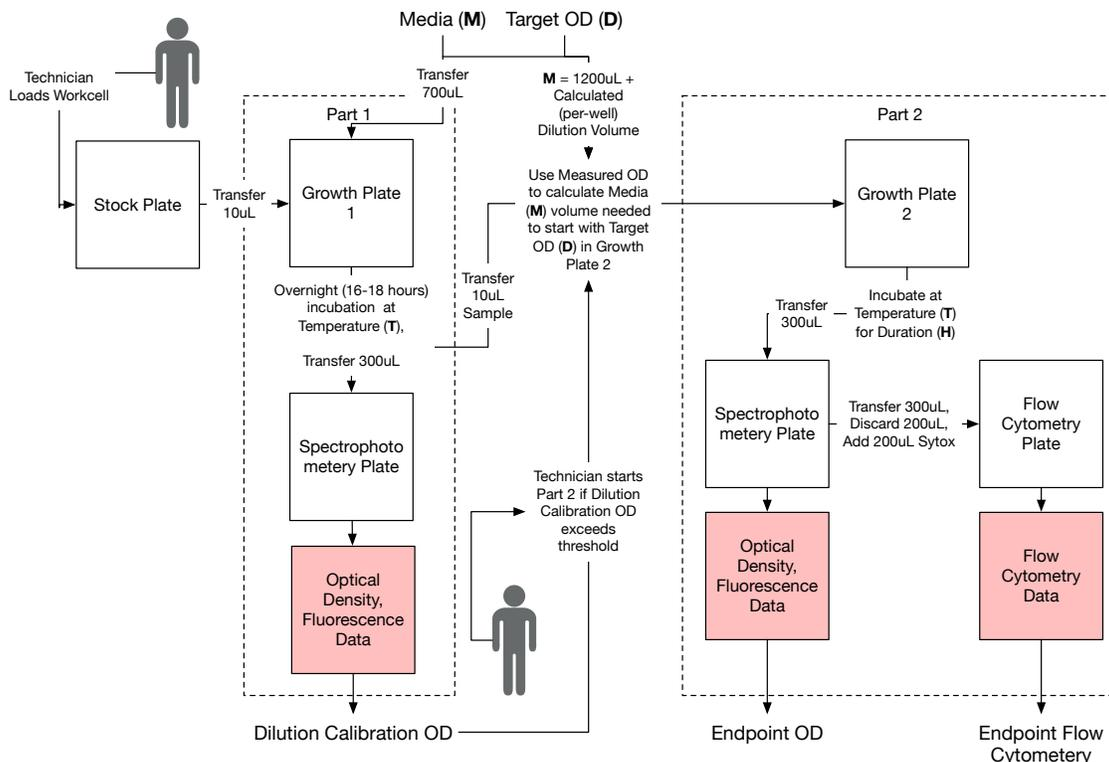 Media (M)
Target OD (D)
Technician
Loads Workcell
Transfer
700uL
M = 1200uL +
Calculated
(per-well)
Dilution Volume
Part 1
Part 2
Stock Plate
Transfer
10uL
Growth Plate
1
Use Measured OD
to calculate Media
(M) volume needed
to start with Target
OD (D) in Growth
Plate 2
Growth Plate
2
Overnight (16-18 hours)
incubation at
Temperature (T),
Transfer
10uL
Sample
Transfer 300uL
Transfer
300uL
Incubate at
Temperature (T)
for Duration (H)
Spectrophoto
metery Plate
Spectrophoto
metery Plate
Transfer 300uL,
Discard 200uL,
Add 200uL Sytox
Flow
Cytometry
Plate
Technician starts
Part 2 if Dilution
Calibration OD
exceeds
threshold
Optical
Density,
Fluorescence
Data
Optical
Density,
Fluorescence
Data
Flow
Cytometry
Data
Dilution Calibration OD
Endpoint OD
Endpoint Flow
Cytometery